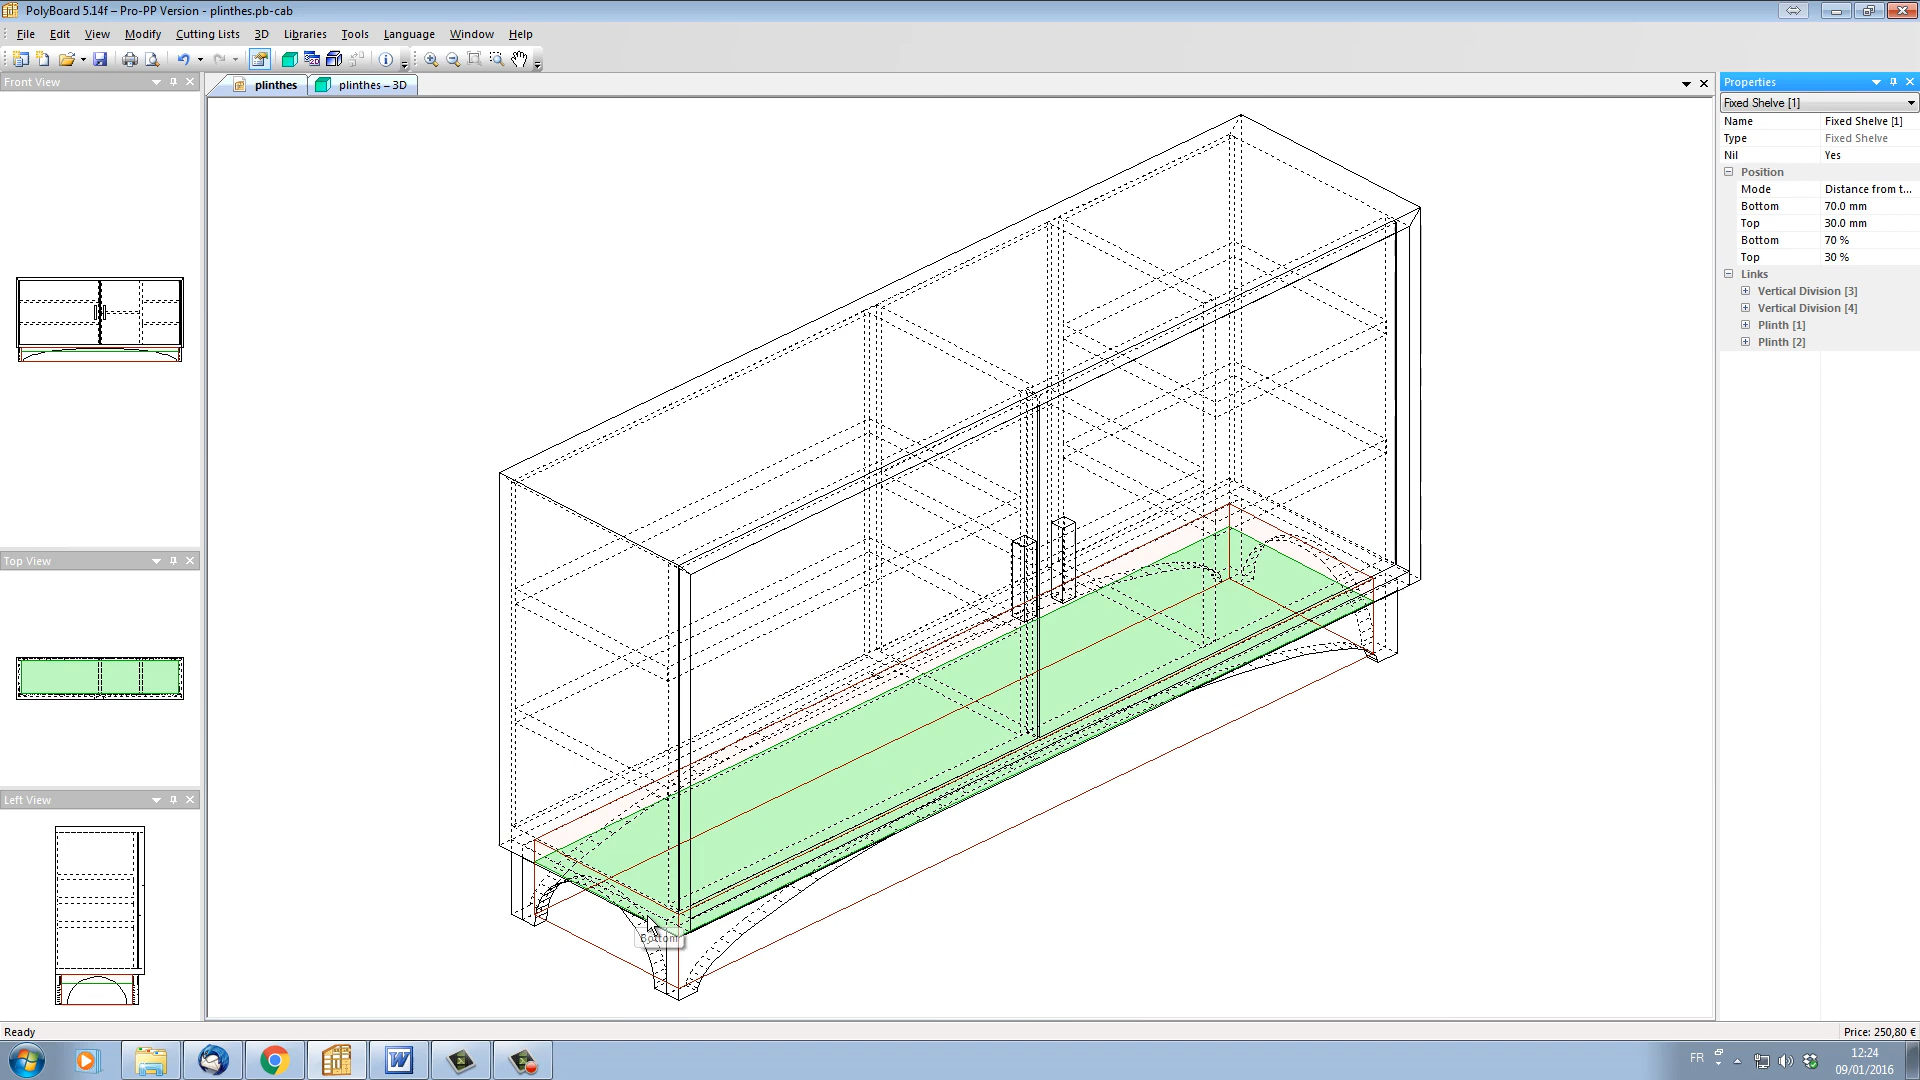 PolyBoard 5.14f – Pro-PP Version - plinthes.pb-cab
File Edit View Modify Cutting Lists 3D Libraries Tools Language Window Help
Front View
plinthes
plinthes – 3D
Properties
Fixed Shelve [1]
Name Fixed Shelve [1]
Type Fixed Shelve
Nil Yes
Position
Mode Distance from t...
Bottom 70.0 mm
Top 30.0 mm
Bottom 70 %
Top 30 %
Links
Vertical Division [3]
Vertical Division [4]
Plinth [1]
Plinth [2]
Top View
Left View
Bottom
Ready
Price: 250,80 €
FR
12:24
09/01/2016